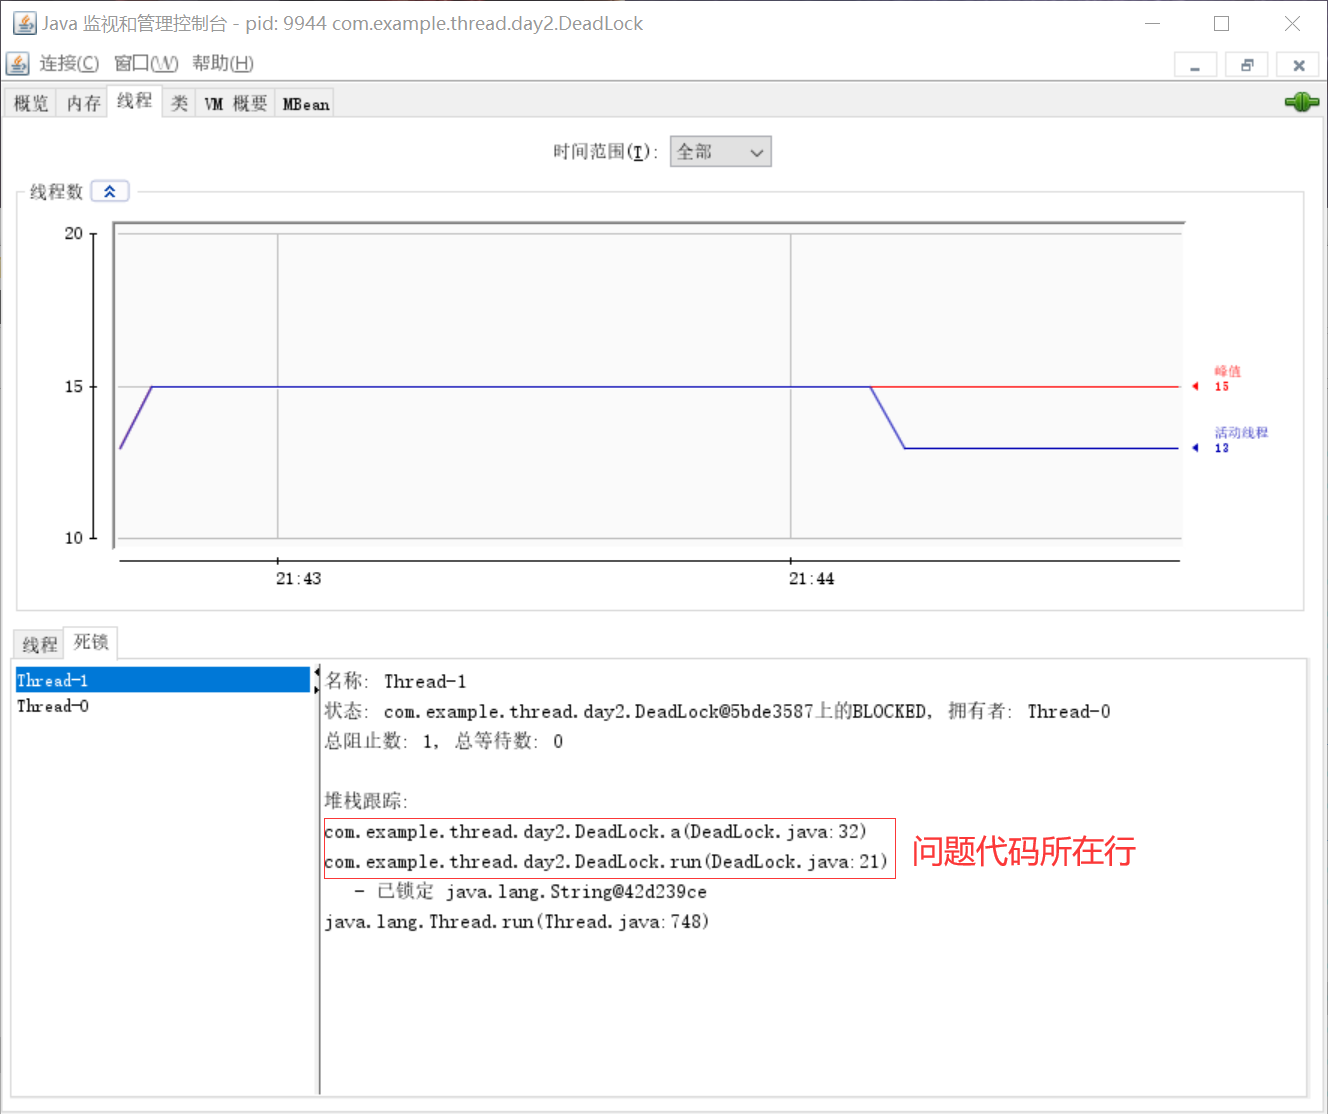 Java 监视和管理控制台 - pid: 9944 com.example.thread.day2.DeadLock
连接(C) 窗口(W) 帮助(H)
概览 内存 线程 类 VM 概要 MBean
时间范围(T): 全部
线程数
20
15
10
峰值
15
活动线程
13
21:43 21:44
线程 死锁
Thread-1
Thread-0
名称: Thread-1
状态: com.example.thread.day2.DeadLock@5bde3587上的BLOCKED, 拥有者: Thread-0
总阻止数: 1, 总等待数: 0
堆栈跟踪:
com.example.thread.day2.DeadLock.a(DeadLock.java:32)
com.example.thread.day2.DeadLock.run(DeadLock.java:21)
问题代码所在行
- 已锁定 java.lang.String@42d239ce
java.lang.Thread.run(Thread.java:748)